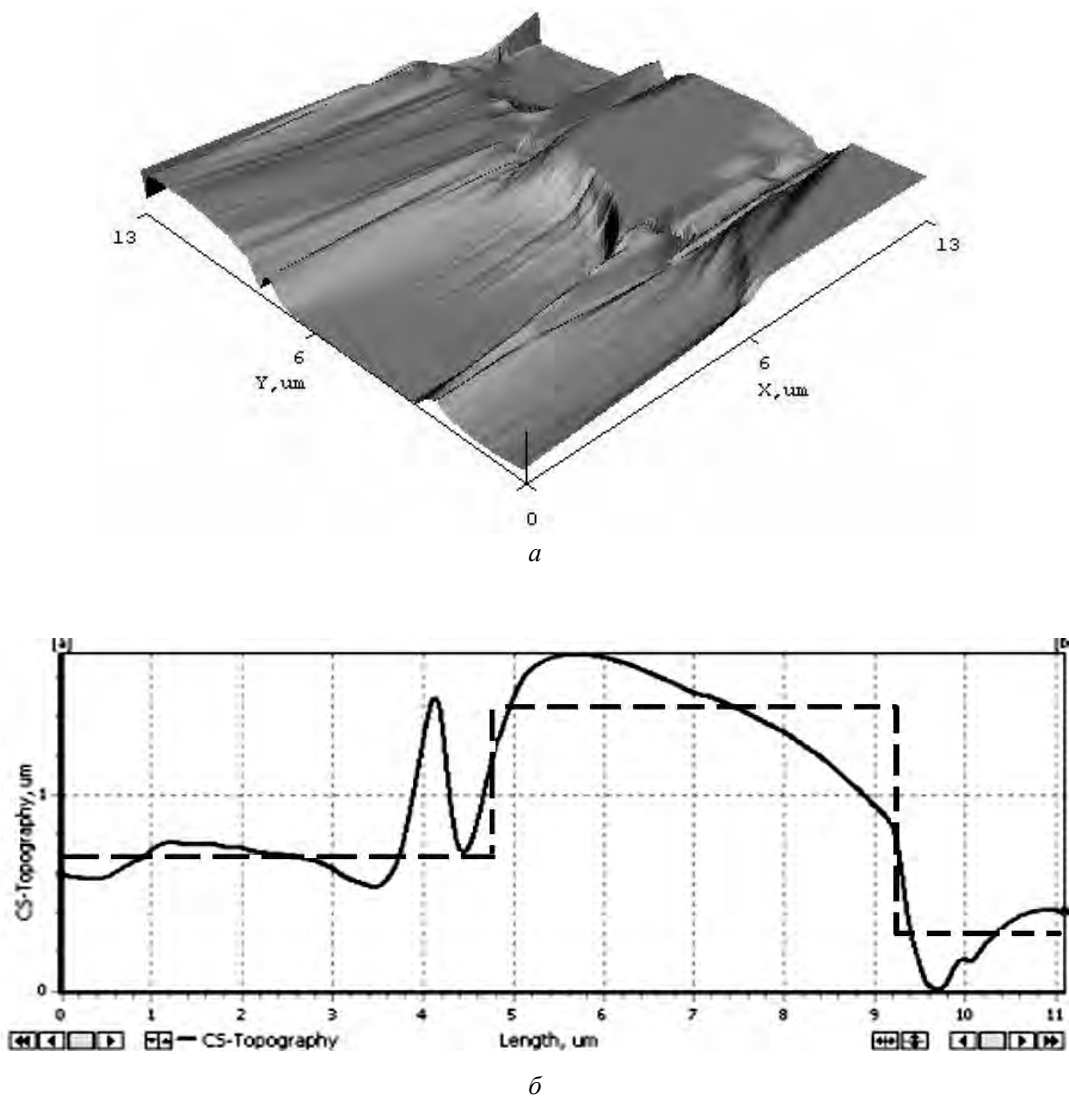 13
13
6
6
Y,um
X,um
0
а
CS-Topography, um
1
0
0 1 2 3 4 5 6 7 8 9 10 11
CS-Topography
Length, um
б